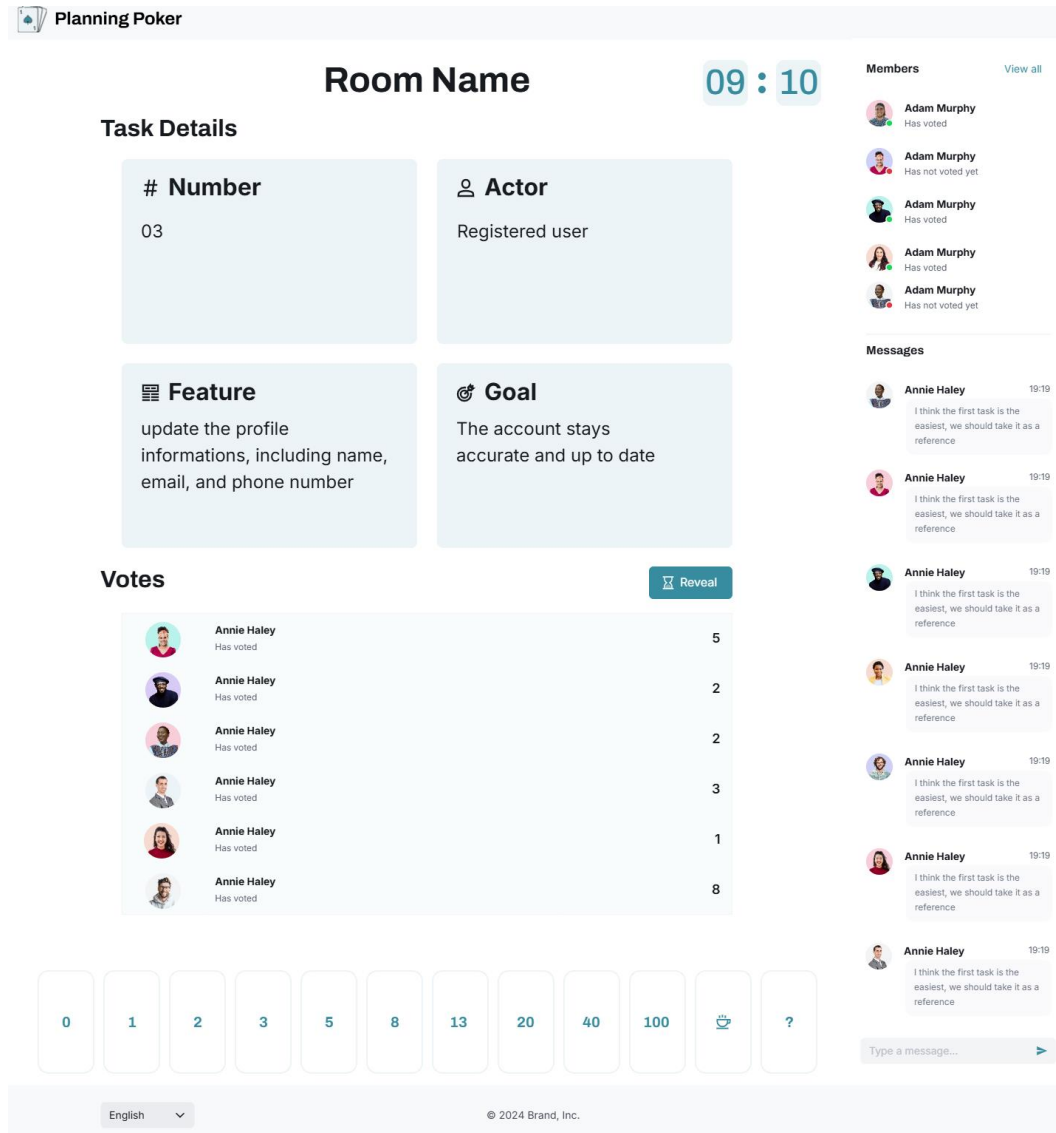 Planning Poker
Room Name
09 : 10
Task Details
# Number
03
Actor
Registered user
Feature
update the profile
informations, including name,
email, and phone number
Goal
The account stays
accurate and up to date
Votes
Reveal
Annie Haley
Has voted
5
Annie Haley
Has voted
2
Annie Haley
Has voted
2
Annie Haley
Has voted
3
Annie Haley
Has voted
1
Annie Haley
Has voted
8
0 1 2 3 5 8 13 20 40 100 ?
Members View all
Adam Murphy
Has voted
Adam Murphy
Has not voted yet
Adam Murphy
Has voted
Adam Murphy
Has voted
Adam Murphy
Has not voted yet
Messages
Annie Haley 19:19
I think the first task is the
easiest, we should take it as a
reference
Annie Haley 19:19
I think the first task is the
easiest, we should take it as a
reference
Annie Haley 19:19
I think the first task is the
easiest, we should take it as a
reference
Annie Haley 19:19
I think the first task is the
easiest, we should take it as a
reference
Annie Haley 19:19
I think the first task is the
easiest, we should take it as a
reference
Annie Haley 19:19
I think the first task is the
easiest, we should take it as a
reference
Annie Haley 19:19
I think the first task is the
easiest, we should take it as a
reference
Type a message...
English
© 2024 Brand, Inc.